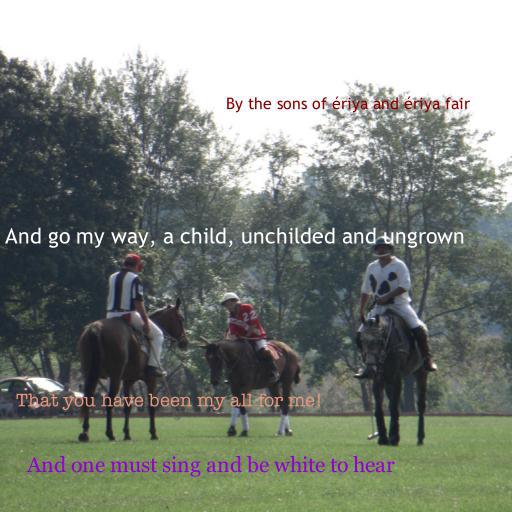 By the sons of ériya and ériya fair
And go my way, a child, unchilded and ungrown
22
That you have been my all for me!
And one must sing and be white to hear